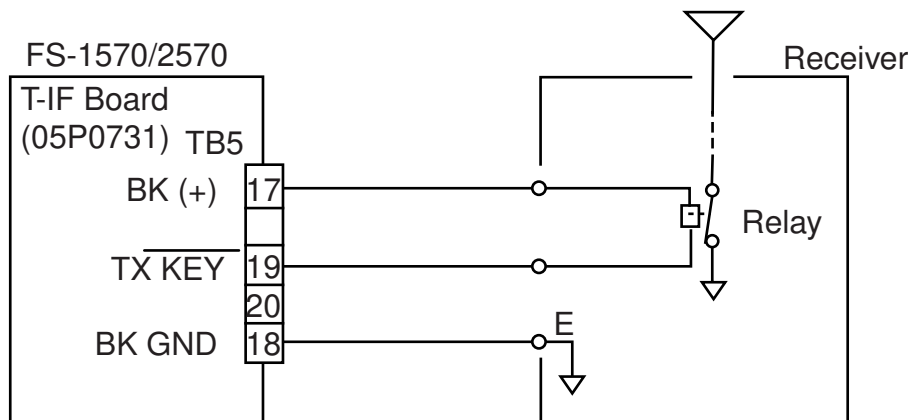 FS-1570/2570
Receiver
T-IF Board
(05P0731) TB5
BK (+) 17
Relay
TX KEY 19
20
E
BK GND 18